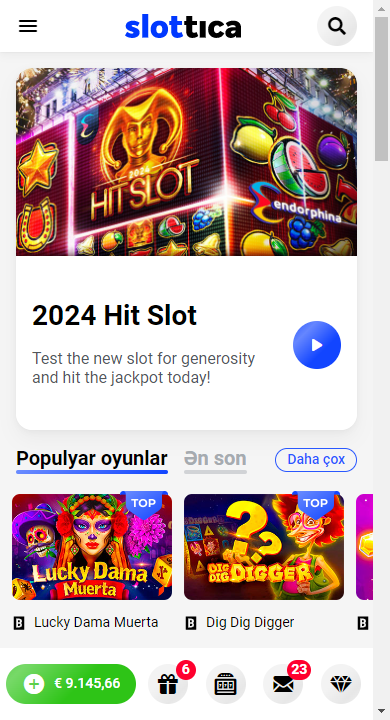 slottica
2024
HIT SLOT
endorphina
2024 Hit Slot
Test the new slot for generosity
and hit the jackpot today!
Populyar oyunlar
Ən son
Daha çox
TOP
TOP
Lucky Dama
Muerta
DIG DIG
DIGGER
B Lucky Dama Muerta
B Dig Dig Digger
B
€ 9.145,66
6
23